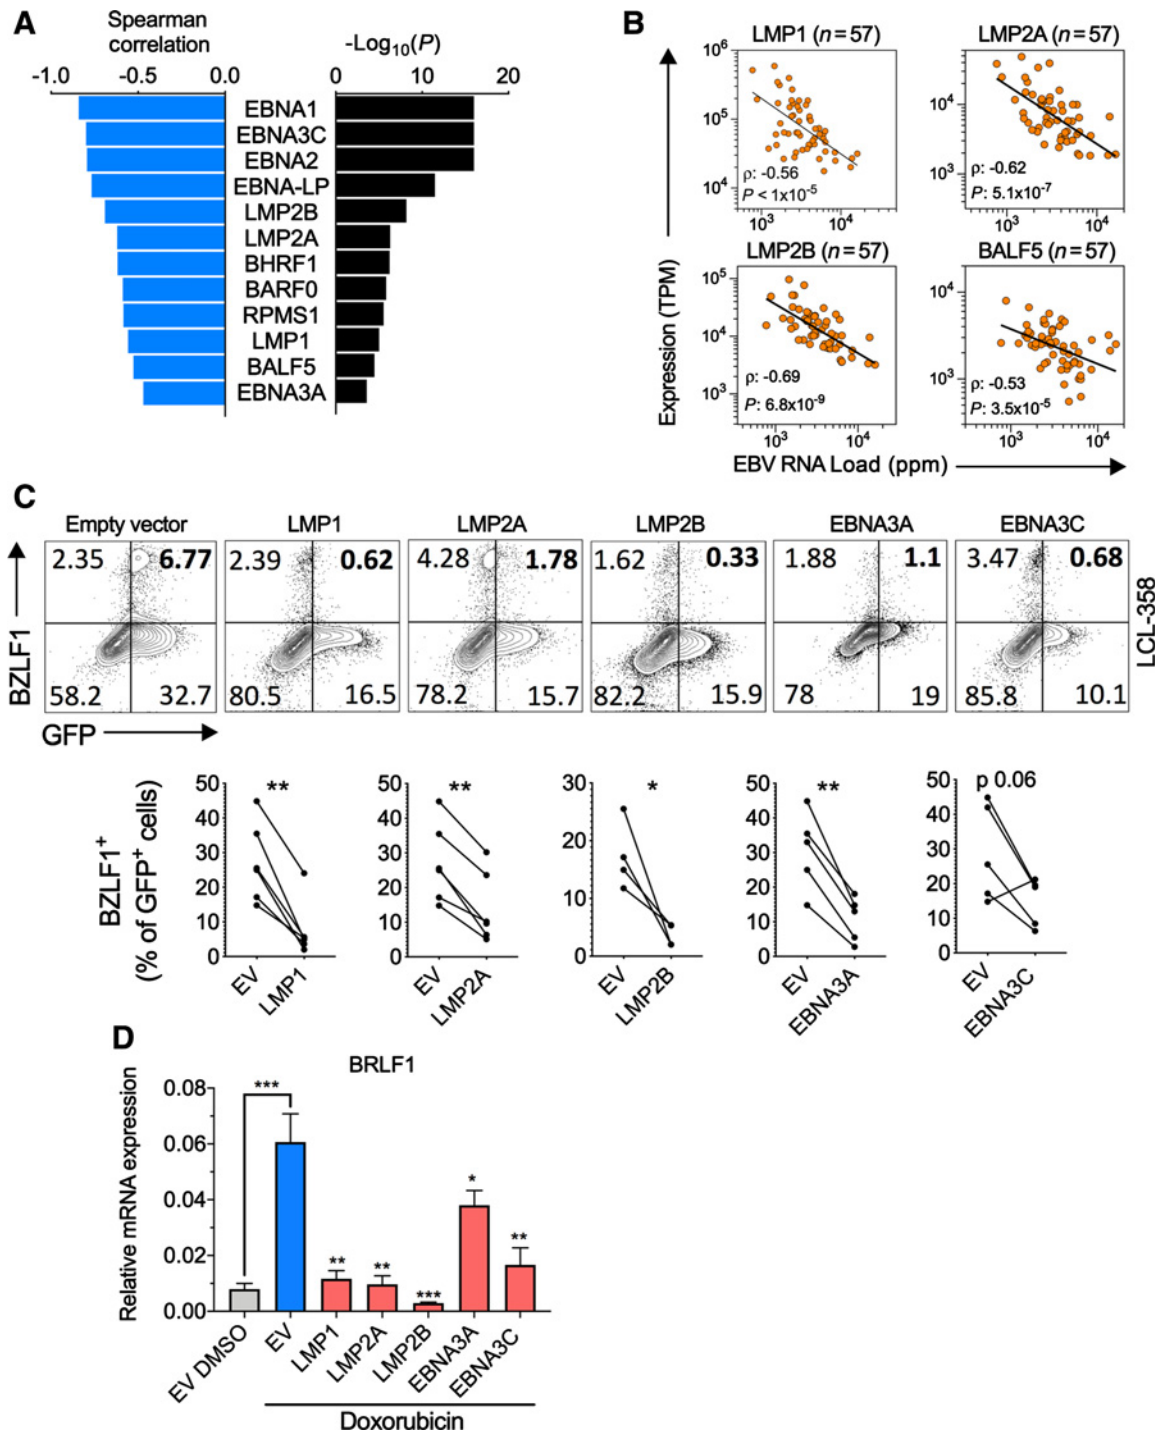 A
Spearman
correlation
-Log10(P)
-1.0 -0.5 0.0 0 10 20
EBNA1
EBNA3C
EBNA2
EBNA-LP
LMP2B
LMP2A
BHRF1
BARF0
RPMS1
LMP1
BALF5
EBNA3A
B
LMP1 (n = 57)
10^6
10^5
10^4
ρ: -0.56
P < 1x10^-5
10^3 10^4
LMP2A (n = 57)
10^4
10^3
ρ: -0.62
P: 5.1x10^-7
10^3 10^4
LMP2B (n = 57)
10^5
10^4
10^3
ρ: -0.69
P: 6.8x10^-9
10^3 10^4
BALF5 (n = 57)
10^4
10^3
ρ: -0.53
P: 3.5x10^-5
10^3 10^4
Expression (TPM)
EBV RNA Load (ppm)
C
Empty vector LMP1 LMP2A LMP2B EBNA3A EBNA3C
2.35 6.77 2.39 0.62 4.28 1.78 1.62 0.33 1.88 1.1 3.47 0.68
58.2 32.7 80.5 16.5 78.2 15.7 82.2 15.9 78 19 85.8 10.1
BZLF1
GFP
LCL-358
BZLF1+
(% of GFP+ cells)
50
40
30
20
10
0
**
EV LMP1
50
40
30
20
10
0
**
EV LMP2A
30
20
10
0
*
EV LMP2B
50
40
30
20
10
0
**
EV EBNA3A
50
40
30
20
10
0
p 0.06
EV EBNA3C
D
BRLF1
Relative mRNA expression
0.08
0.06
0.04
0.02
0.00
*** ** ** *** * **
EV DMSO EV LMP1 LMP2A LMP2B EBNA3A EBNA3C
Doxorubicin